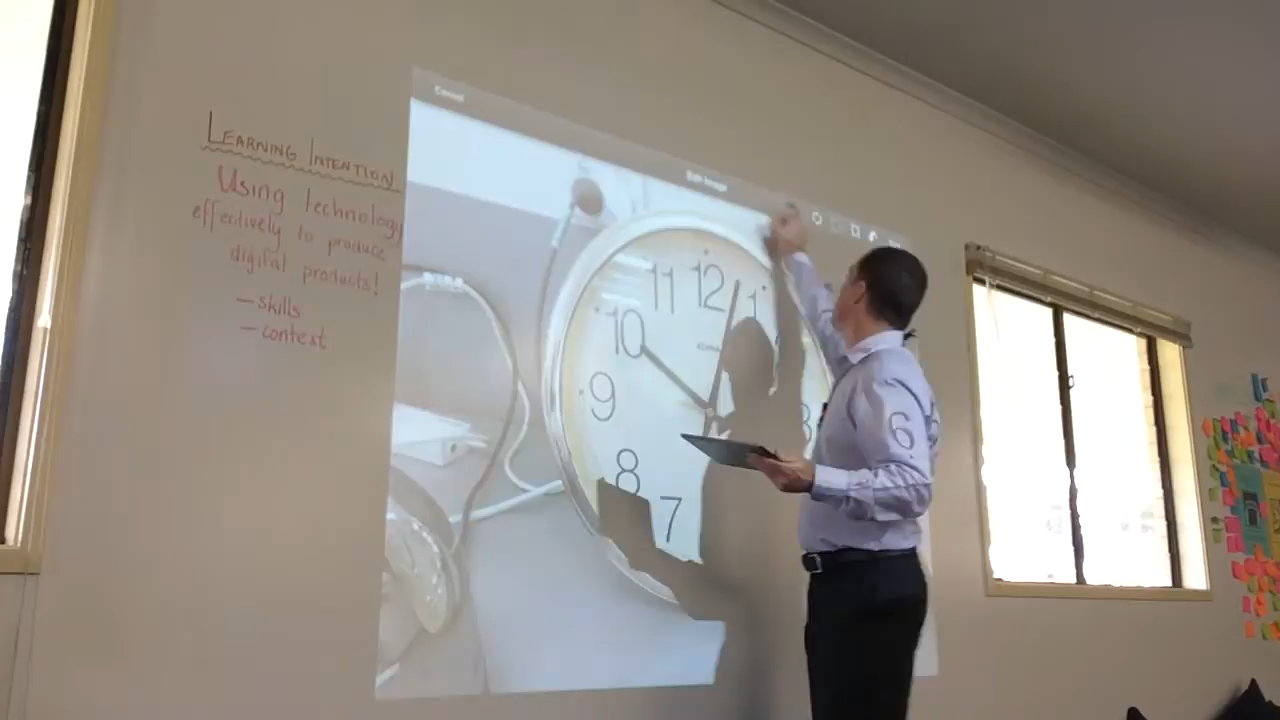 LEARNING INTENTION
Using technology
effectively to produce
digital products!
- skills
- contest
Cancel
Edit Image
12
11
1
10
9
8
7
6